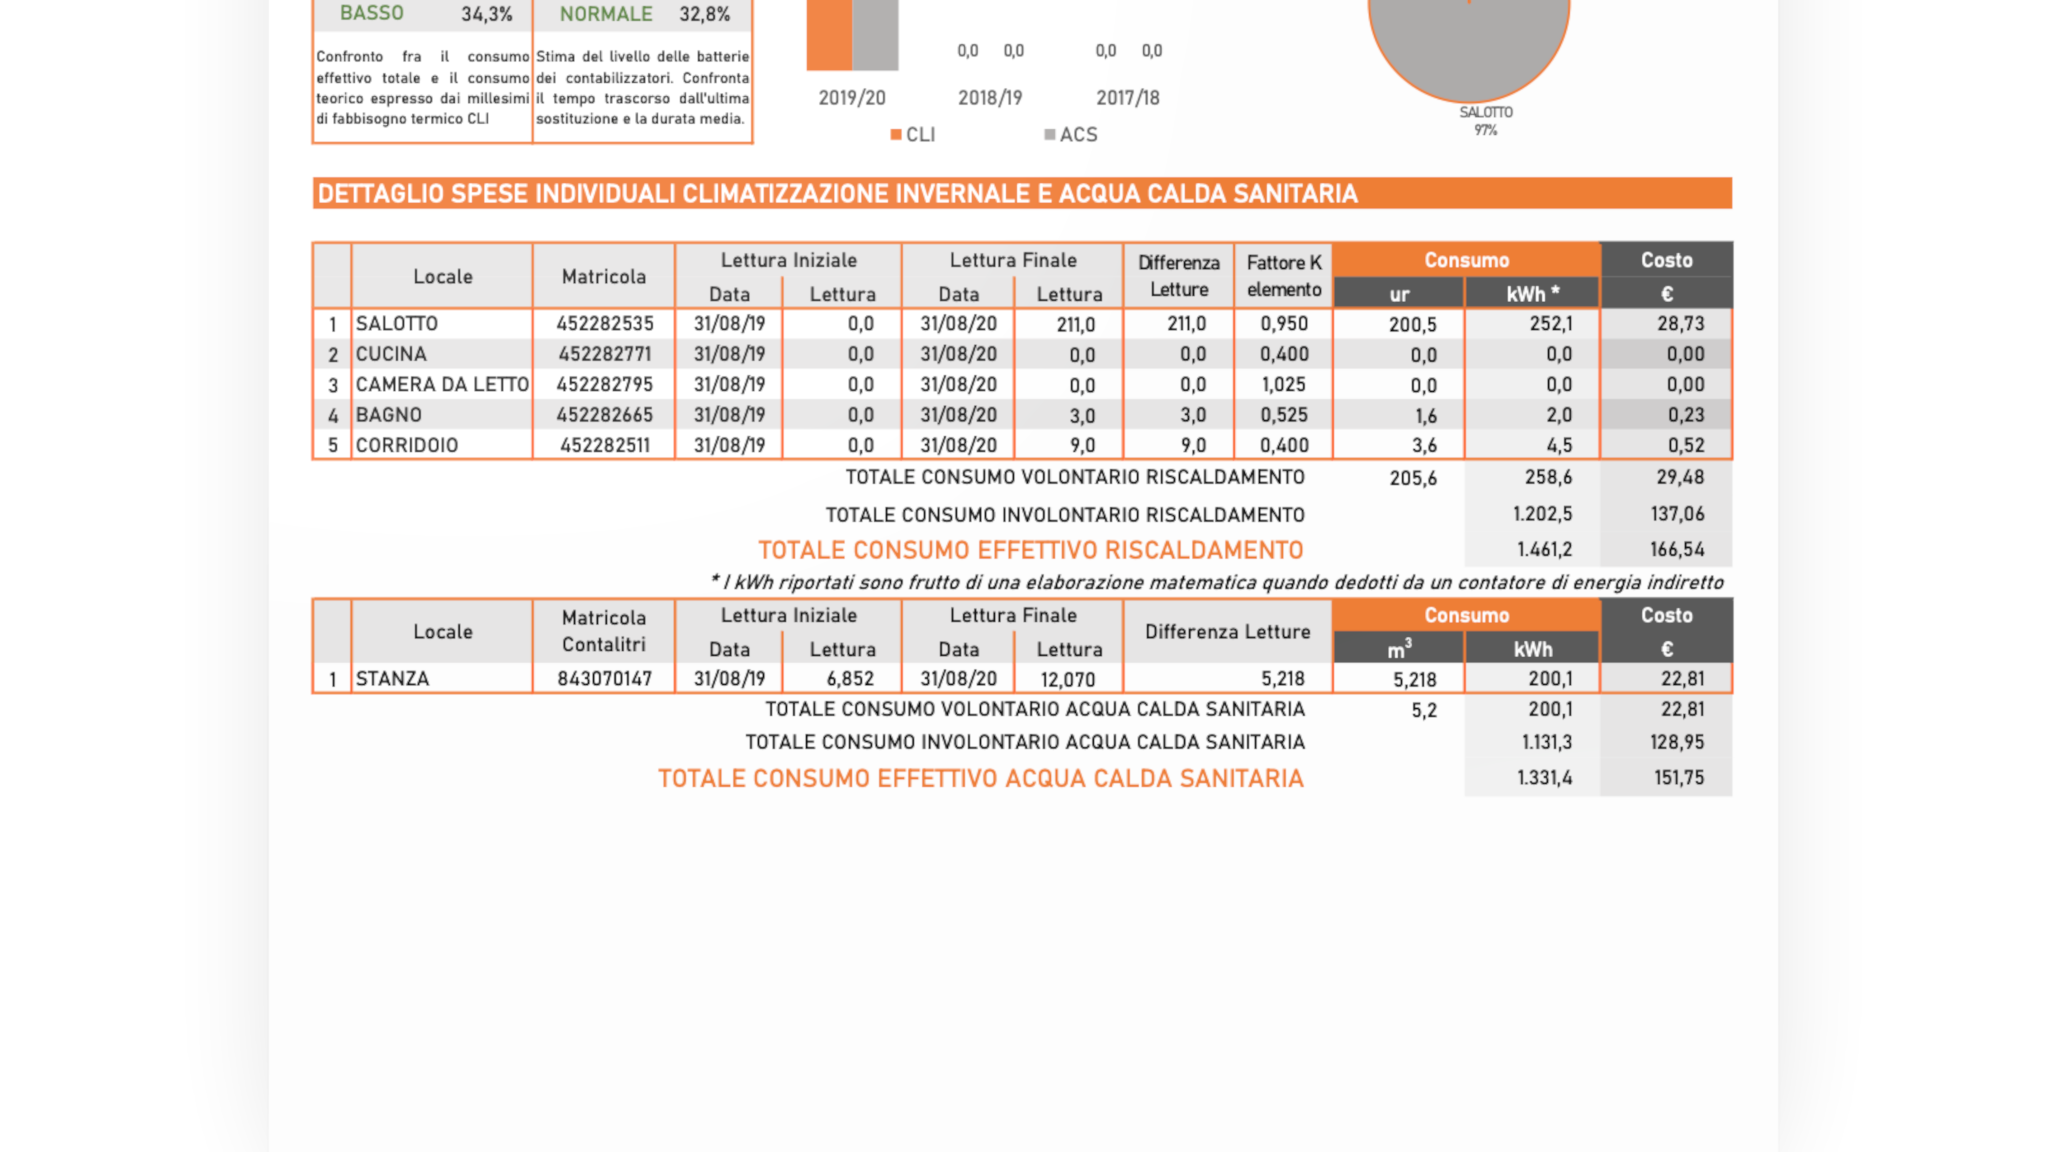 BASSO 34,3% NORMALE 32,8%
Confronto fra il consumo
effettivo totale e il consumo
teorico espresso dai millesimi
di fabbisogno termico CLI
Stima del livello delle batterie
dei contabilizzatori. Confronta
il tempo trascorso dall'ultima
sostituzione e la durata media.
0,0 0,0 0,0 0,0
2019/20 2018/19 2017/18
CLI ACS
SALOTTO
97%
DETTAGLIO SPESE INDIVIDUALI CLIMATIZZAZIONE INVERNALE E ACQUA CALDA SANITARIA
Locale Matricola Lettura Iniziale Lettura Finale Differenza Letture Fattore K elemento Consumo Costo
Data Lettura Data Lettura ur kWh * €
1 SALOTTO 452282535 31/08/19 0,0 31/08/20 211,0 211,0 0,950 200,5 252,1 28,73
2 CUCINA 452282771 31/08/19 0,0 31/08/20 0,0 0,0 0,400 0,0 0,0 0,00
3 CAMERA DA LETTO 452282795 31/08/19 0,0 31/08/20 0,0 0,0 1,025 0,0 0,0 0,00
4 BAGNO 452282665 31/08/19 0,0 31/08/20 3,0 3,0 0,525 1,6 2,0 0,23
5 CORRIDOIO 452282511 31/08/19 0,0 31/08/20 9,0 9,0 0,400 3,6 4,5 0,52
TOTALE CONSUMO VOLONTARIO RISCALDAMENTO 205,6 258,6 29,48
TOTALE CONSUMO INVOLONTARIO RISCALDAMENTO 1.202,5 137,06
TOTALE CONSUMO EFFETTIVO RISCALDAMENTO 1.461,2 166,54
* I kWh riportati sono frutto di una elaborazione matematica quando dedotti da un contatore di energia indiretto
Locale Matricola Contalitri Lettura Iniziale Lettura Finale Differenza Letture Consumo Costo
Data Lettura Data Lettura m³ kWh €
1 STANZA 843070147 31/08/19 6,852 31/08/20 12,070 5,218 5,218 200,1 22,81
TOTALE CONSUMO VOLONTARIO ACQUA CALDA SANITARIA 5,2 200,1 22,81
TOTALE CONSUMO INVOLONTARIO ACQUA CALDA SANITARIA 1.131,3 128,95
TOTALE CONSUMO EFFETTIVO ACQUA CALDA SANITARIA 1.331,4 151,75